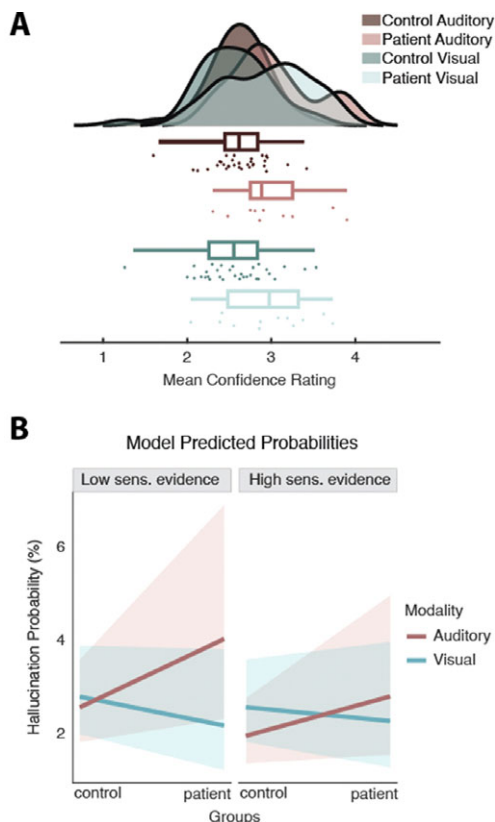 A
Control Auditory
Patient Auditory
Control Visual
Patient Visual
1 2 3 4
Mean Confidence Rating
B
Model Predicted Probabilities
Low sens. evidence High sens. evidence
Hallucination Probability (%)
6
4
2
Modality
Auditory
Visual
control patient control patient
Groups